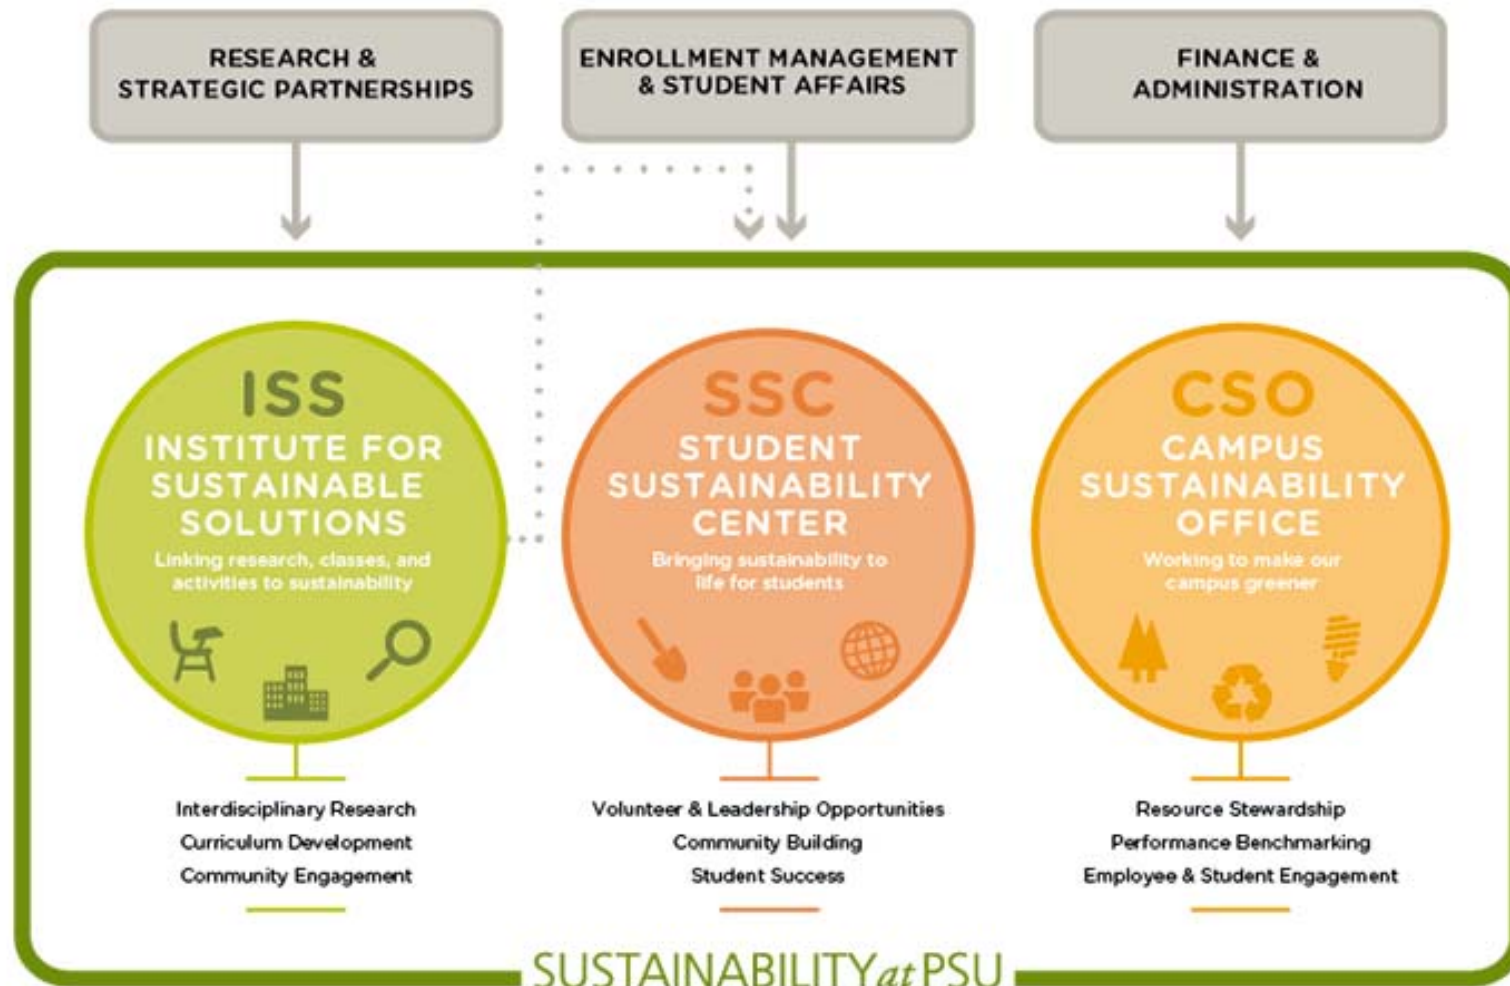 RESEARCH &
STRATEGIC PARTNERSHIPS
ENROLLMENT MANAGEMENT
& STUDENT AFFAIRS
FINANCE &
ADMINISTRATION
ISS
INSTITUTE FOR
SUSTAINABLE
SOLUTIONS
Linking research, classes, and
activities to sustainability
Interdisciplinary Research
Curriculum Development
Community Engagement
SSC
STUDENT
SUSTAINABILITY
CENTER
Bringing sustainability to
life for students
Volunteer & Leadership Opportunities
Community Building
Student Success
CSO
CAMPUS
SUSTAINABILITY
OFFICE
Working to make our
campus greener
Resource Stewardship
Performance Benchmarking
Employee & Student Engagement
SUSTAINABILITY at PSU